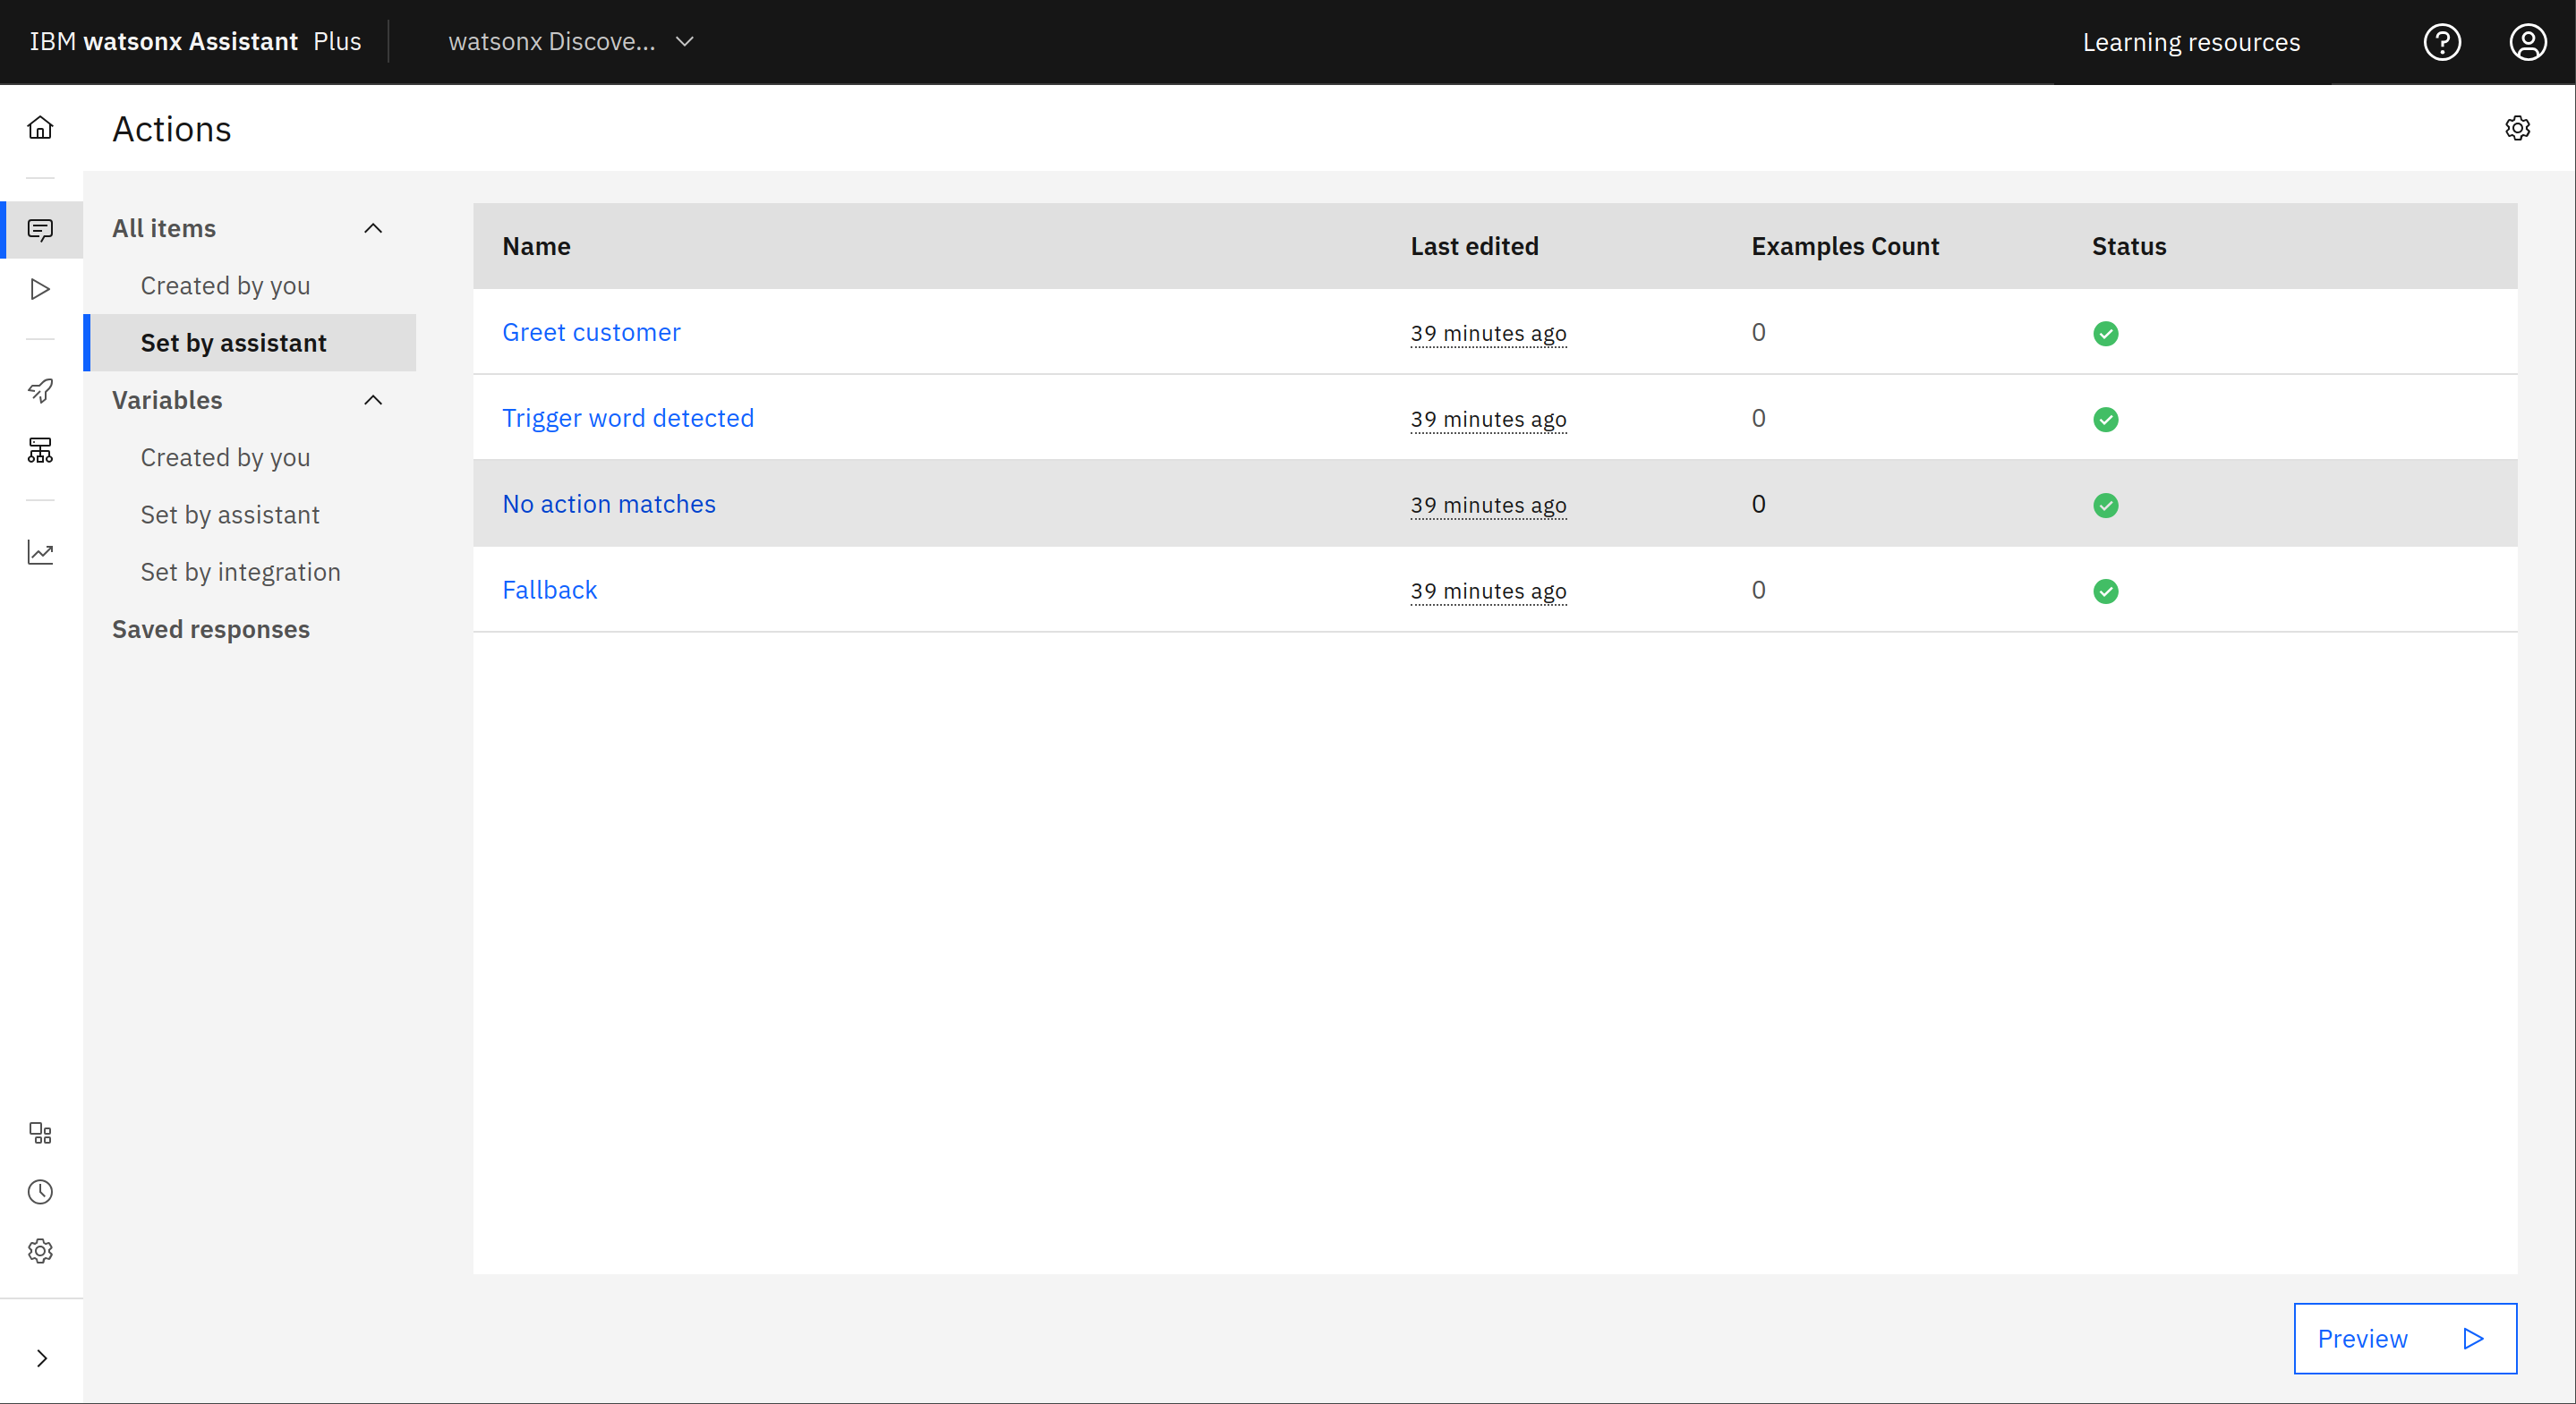 IBM watsonx Assistant Plus
watsonx Discove...
Learning resources
Actions
All items
Created by you
Set by assistant
Variables
Created by you
Set by assistant
Set by integration
Saved responses
Name Last edited Examples Count Status
Greet customer 39 minutes ago 0
Trigger word detected 39 minutes ago 0
No action matches 39 minutes ago 0
Fallback 39 minutes ago 0
Preview